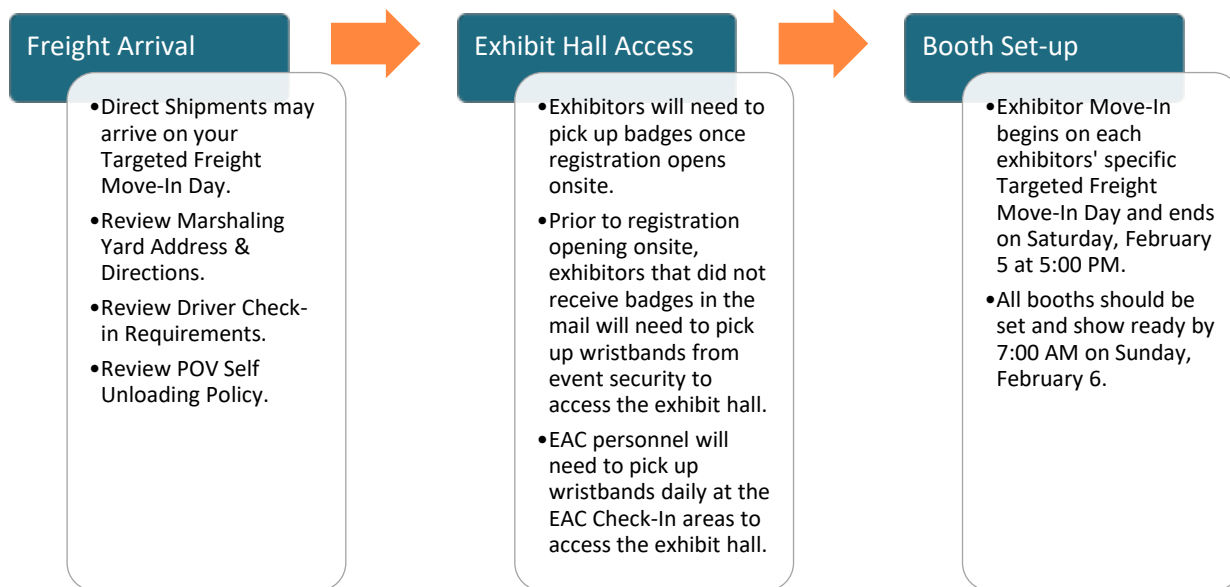 Freight Arrival
•Direct Shipments may
arrive on your
Targeted Freight
Move-In Day.
•Review Marshaling
Yard Address &
Directions.
•Review Driver Check-
in Requirements.
•Review POV Self
Unloading Policy.
Exhibit Hall Access
•Exhibitors will need to
pick up badges once
registration opens
onsite.
•Prior to registration
opening onsite,
exhibitors that did not
receive badges in the
mail will need to pick
up wristbands from
event security to
access the exhibit hall.
•EAC personnel will
need to pick up
wristbands daily at the
EAC Check-In areas to
access the exhibit hall.
Booth Set-up
•Exhibitor Move-In
begins on each
exhibitors' specific
Targeted Freight
Move-In Day and ends
on Saturday, February
5 at 5:00 PM.
•All booths should be
set and show ready by
7:00 AM on Sunday,
February 6.